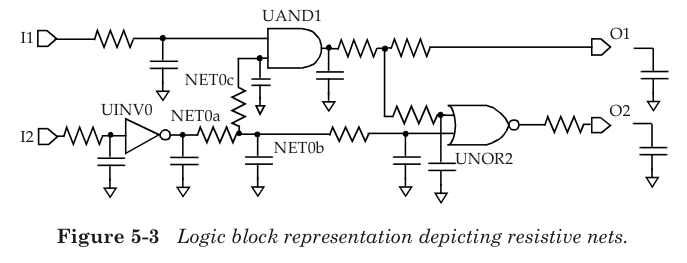 UAND1
I1
O1
NET0c
UINV0
NET0a
I2
O2
NET0b
UNOR2
Figure 5-3 Logic block representation depicting resistive nets.